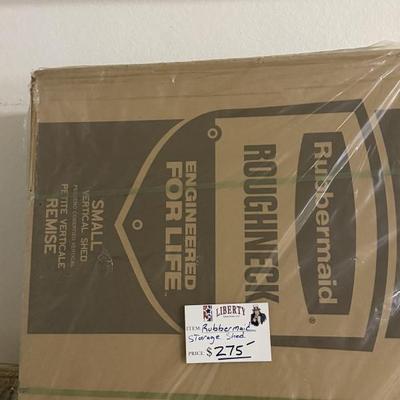 Rubbermaid®
ROUGHNECK
ENGINEERED
FOR LIFE
SMALL
VERTICAL SHED
PETITE VERTICALE
REMISE
LIBERTY
ITEM Rubbermaid
Storage Shed
PRICE $275-